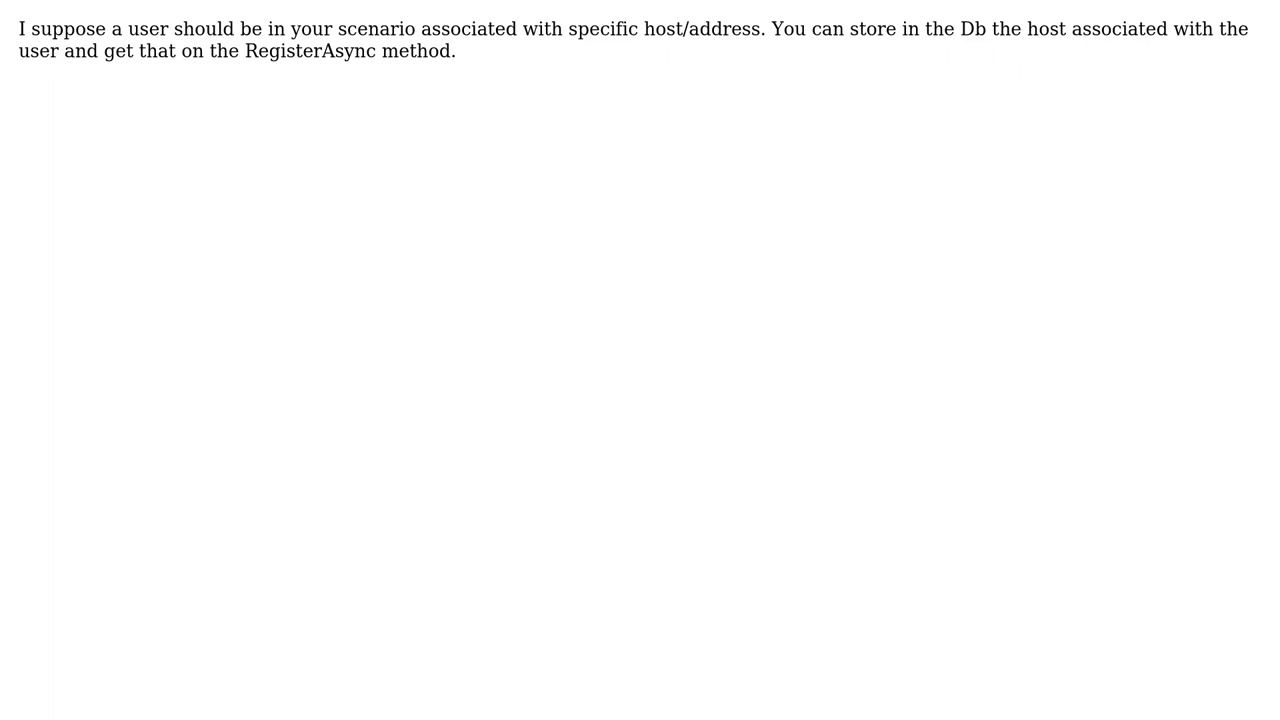 I suppose a user should be in your scenario associated with specific host/address. You can store in the Db the host associated with the
user and get that on the RegisterAsync method.